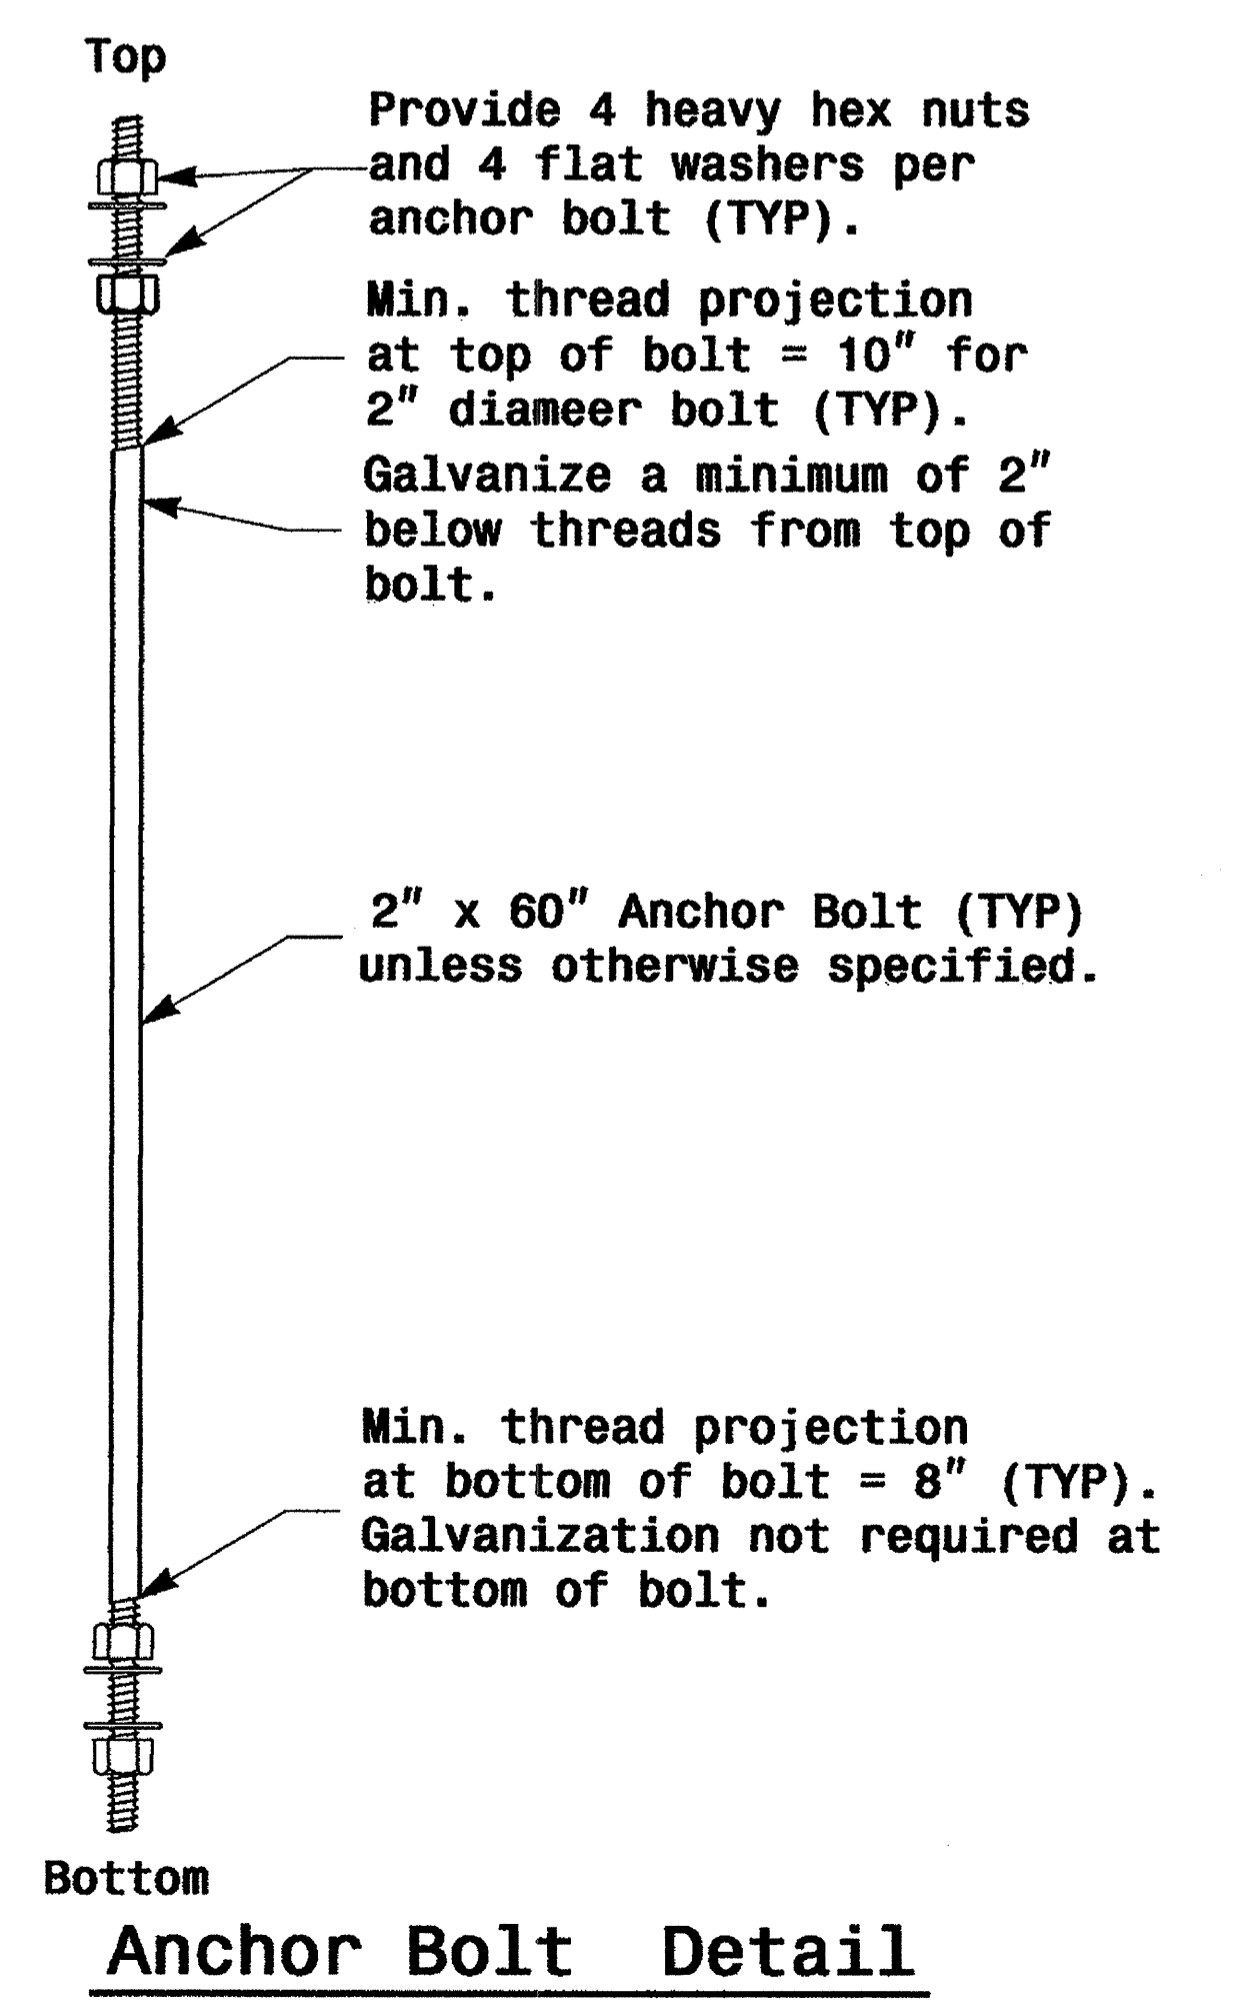 Top
Provide 4 heavy hex nuts
and 4 flat washers per
anchor bolt (TYP).
Min. thread projection
at top of bolt = 10" for
2" diameer bolt (TYP).
Galvanize a minimum of 2"
below threads from top of
bolt.
2" x 60" Anchor Bolt (TYP)
unless otherwise specified.
Min. thread projection
at bottom of bolt = 8" (TYP).
Galvanization not required at
bottom of bolt.
Bottom
Anchor Bolt Detail